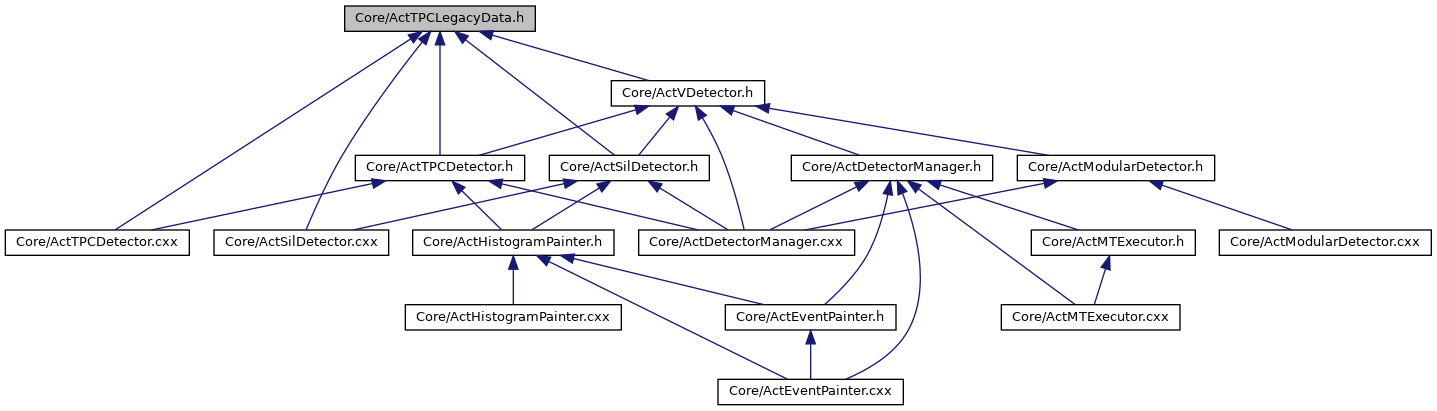 Core/ActTPCLegacyData.h
Core/ActVDetector.h
Core/ActTPCDetector.h
Core/ActSilDetector.h
Core/ActDetectorManager.h
Core/ActModularDetector.h
Core/ActTPCDetector.cxx
Core/ActSilDetector.cxx
Core/ActHistogramPainter.h
Core/ActDetectorManager.cxx
Core/ActMTExecutor.h
Core/ActModularDetector.cxx
Core/ActHistogramPainter.cxx
Core/ActEventPainter.h
Core/ActMTExecutor.cxx
Core/ActEventPainter.cxx